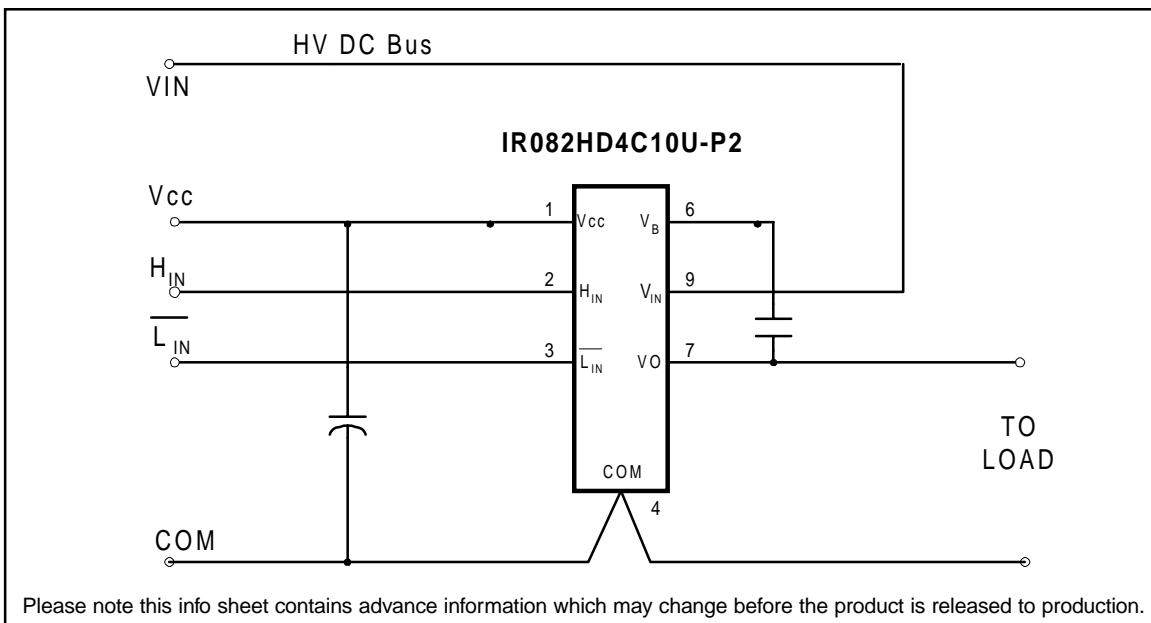 HV DC Bus
VIN
IR082HD4C10U-P2
Vcc
1
Vcc
VB
6
HIN
2
HIN
VIN
9
L̅IN
3
L̅IN
VO
7
TO
LOAD
COM
4
COM
Please note this info sheet contains advance information which may change before the product is released to production.